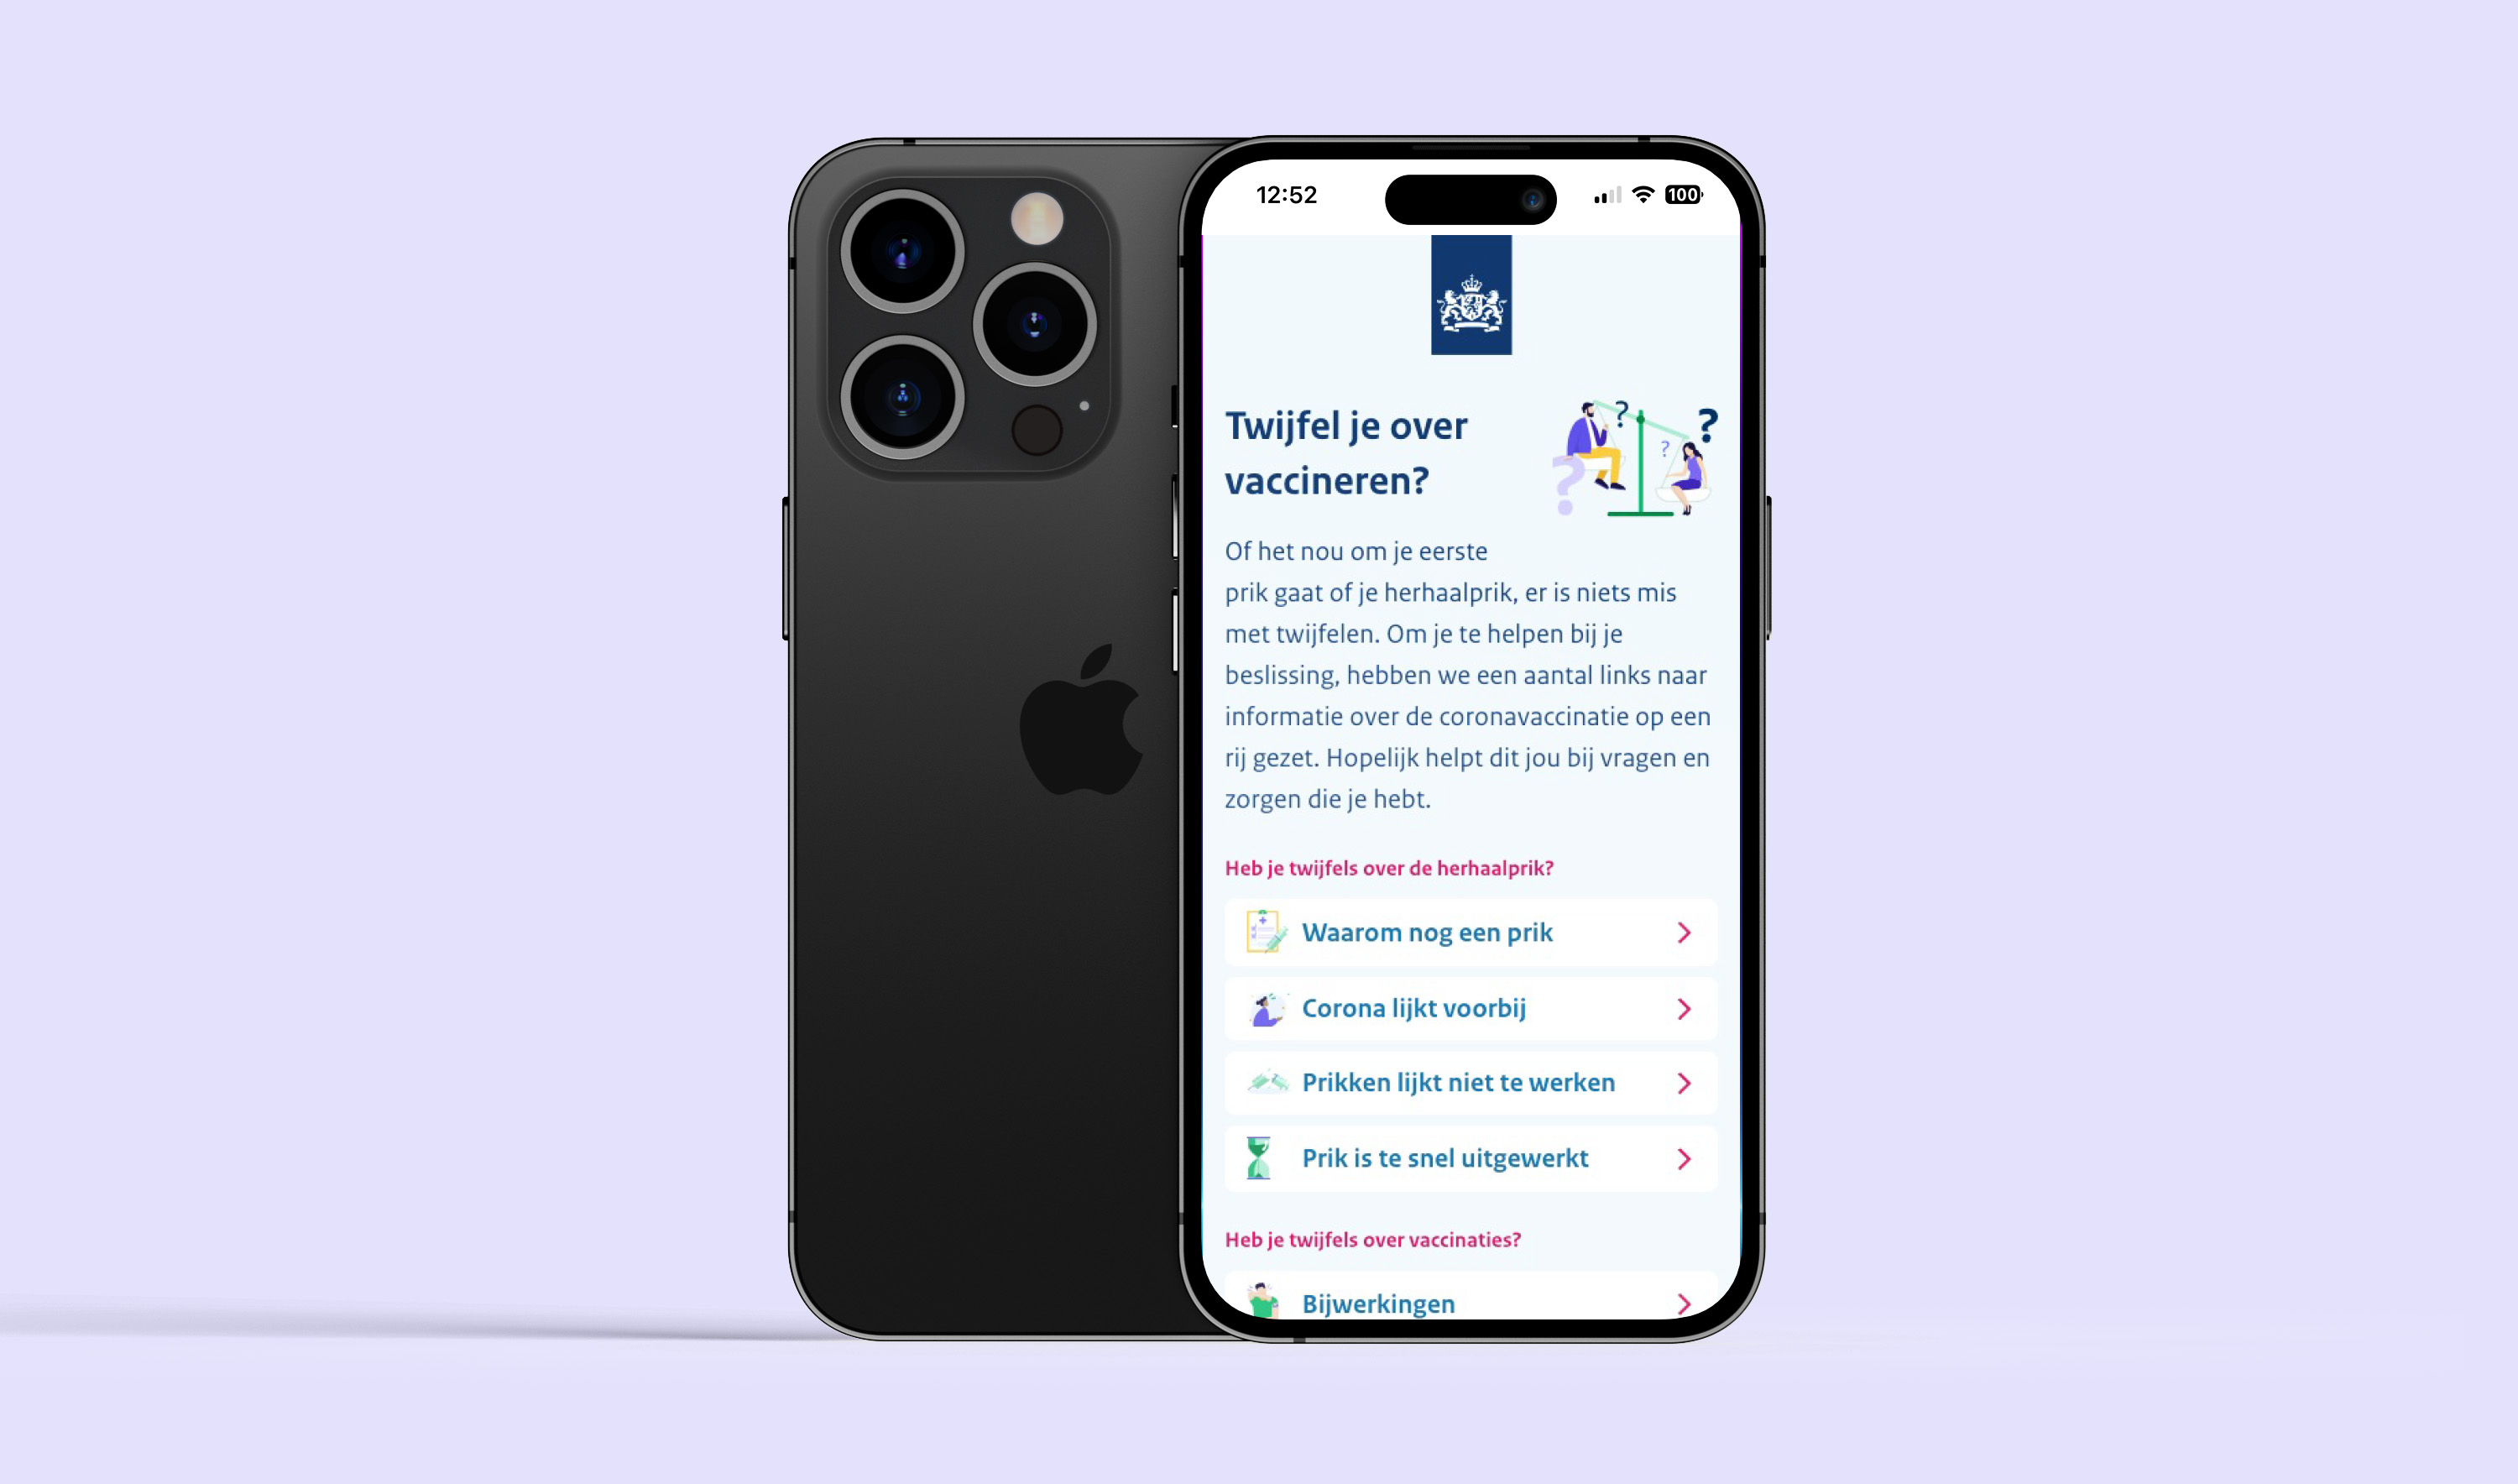 12:52
100
Twijfel je over
vaccineren?
? ? ? ?
Of het nou om je eerste
prik gaat of je herhaalprik, er is niets mis
met twijfelen. Om je te helpen bij je
beslissing, hebben we een aantal links naar
informatie over de coronavaccinatie op een
rij gezet. Hopelijk helpt dit jou bij vragen en
zorgen die je hebt.
Heb je twijfels over de herhaalprik?
Waarom nog een prik
Corona lijkt voorbij
Prikken lijkt niet te werken
Prik is te snel uitgewerkt
Heb je twijfels over vaccinaties?
Bijwerkingen